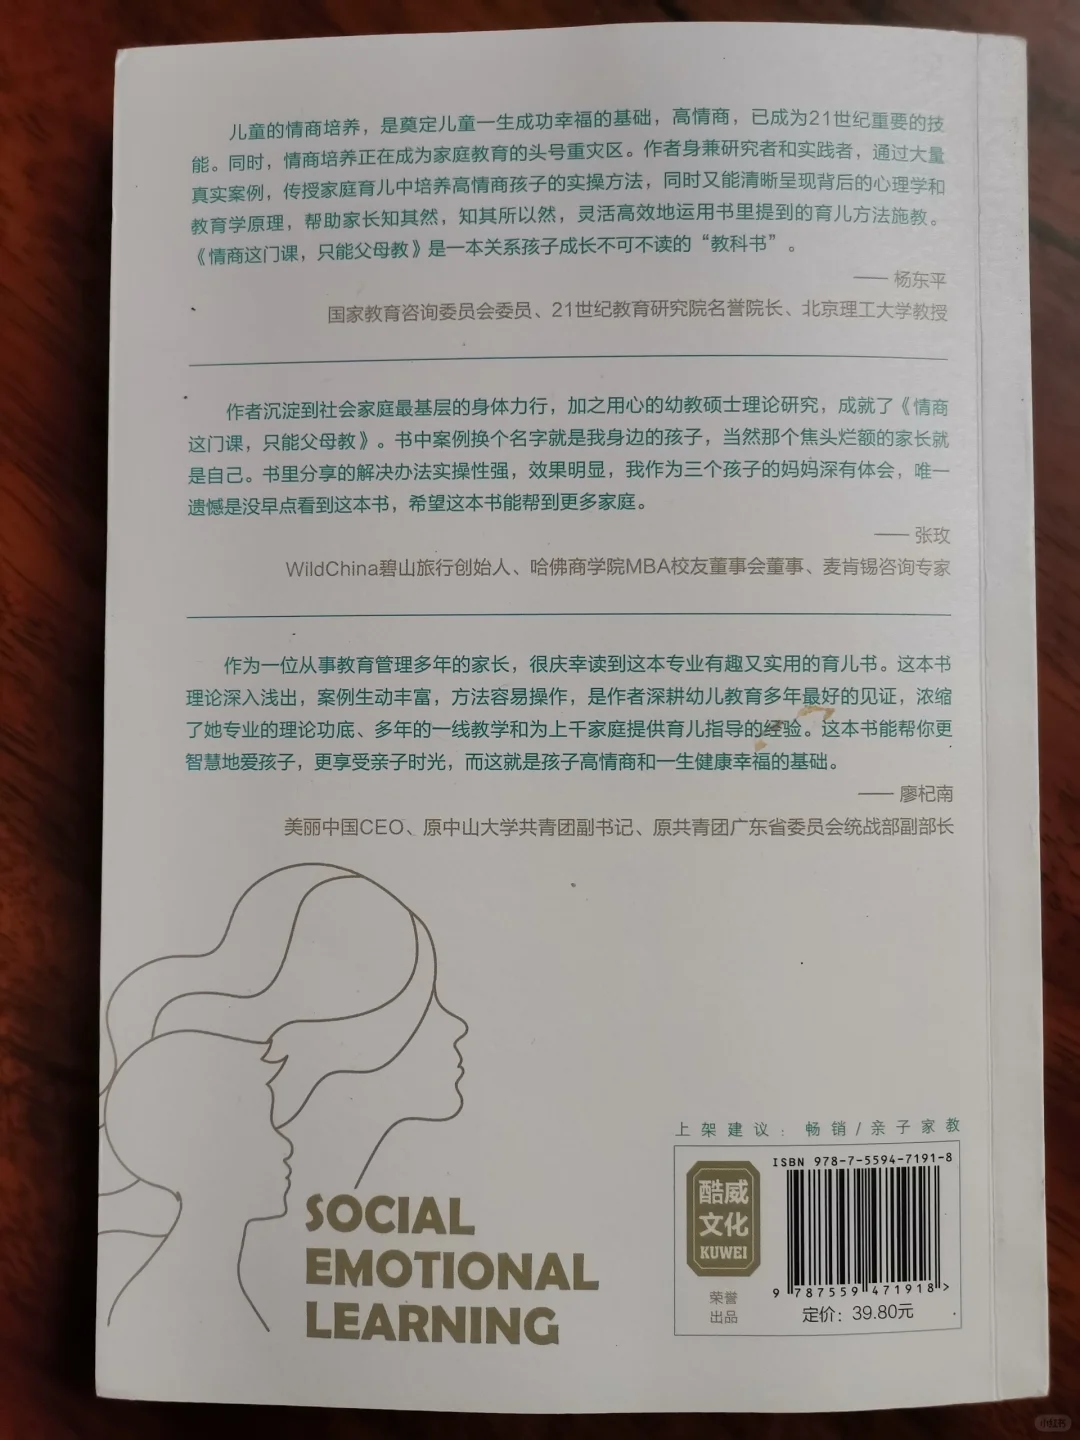 儿童的情商培养，是奠定儿童一生成功幸福的基础，高情商，已成为21世纪重要的技
能。同时，情商培养正在成为家庭教育的头号重灾区。作者身兼研究者和实践者，通过大量
真实案例，传授家庭育儿中培养高情商孩子的实操方法，同时又能清晰呈现背后的心理学和
教育学原理，帮助家长知其然，知其所以然，灵活高效地运用书里提到的育儿方法施教。
《情商这门课，只能父母教》是一本关系孩子成长不可不读的“教科书”。
—— 杨东平
国家教育咨询委员会委员、21世纪教育研究院名誉院长、北京理工大学教授
作者沉淀到社会家庭最基层的身体力行，加之用心的幼教硕士理论研究，成就了《情商
这门课，只能父母教》。书中案例换个名字就是我身边的孩子，当然那个焦头烂额的家长就
是自己。书里分享的解决办法实操性强，效果明显，我作为三个孩子的妈妈深有体会，唯一
遗憾是没早点看到这本书，希望这本书能帮到更多家庭。
—— 张玫
WildChina碧山旅行创始人、哈佛商学院MBA校友董事会董事、麦肯锡咨询专家
作为一位从事教育管理多年的家长，很庆幸读到这本专业有趣又实用的育儿书。这本书
理论深入浅出，案例生动丰富，方法容易操作，是作者深耕幼儿教育多年最好的见证，浓缩
了她专业的理论功底、多年的一线教学和为上千家庭提供育儿指导的经验。这本书能帮你更
智慧地爱孩子，更享受亲子时光，而这就是孩子高情商和一生健康幸福的基础。
—— 廖杞南
美丽中国CEO、原中山大学共青团副书记、原共青团广东省委员会统战部副部长
SOCIAL
EMOTIONAL
LEARNING
上架建议：畅销/亲子家教
ISBN 978-7-5594-7191-8
酷威
文化
KUWEI
荣誉
出品
9 787559 471918 >
定价：39.80元
小红书